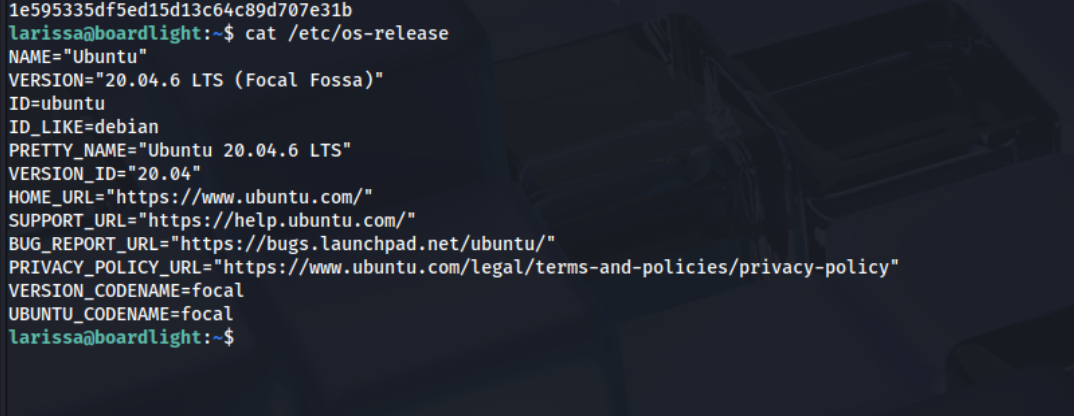 1e595335df5ed15d13c64c89d707e31b
larissa@boardlight:~$ cat /etc/os-release
NAME="Ubuntu"
VERSION="20.04.6 LTS (Focal Fossa)"
ID=ubuntu
ID_LIKE=debian
PRETTY_NAME="Ubuntu 20.04.6 LTS"
VERSION_ID="20.04"
HOME_URL="https://www.ubuntu.com/"
SUPPORT_URL="https://help.ubuntu.com/"
BUG_REPORT_URL="https://bugs.launchpad.net/ubuntu/"
PRIVACY_POLICY_URL="https://www.ubuntu.com/legal/terms-and-policies/privacy-policy"
VERSION_CODENAME=focal
UBUNTU_CODENAME=focal
larissa@boardlight:~$